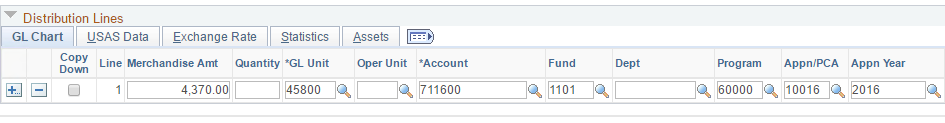 Distribution Lines
GL Chart USAS Data Exchange Rate Statistics Assets
Copy Down Line Merchandise Amt Quantity *GL Unit Oper Unit *Account Fund Dept Program Appn/PCA Appn Year
1 4,370.00 45800 711600 1101 60000 10016 2016